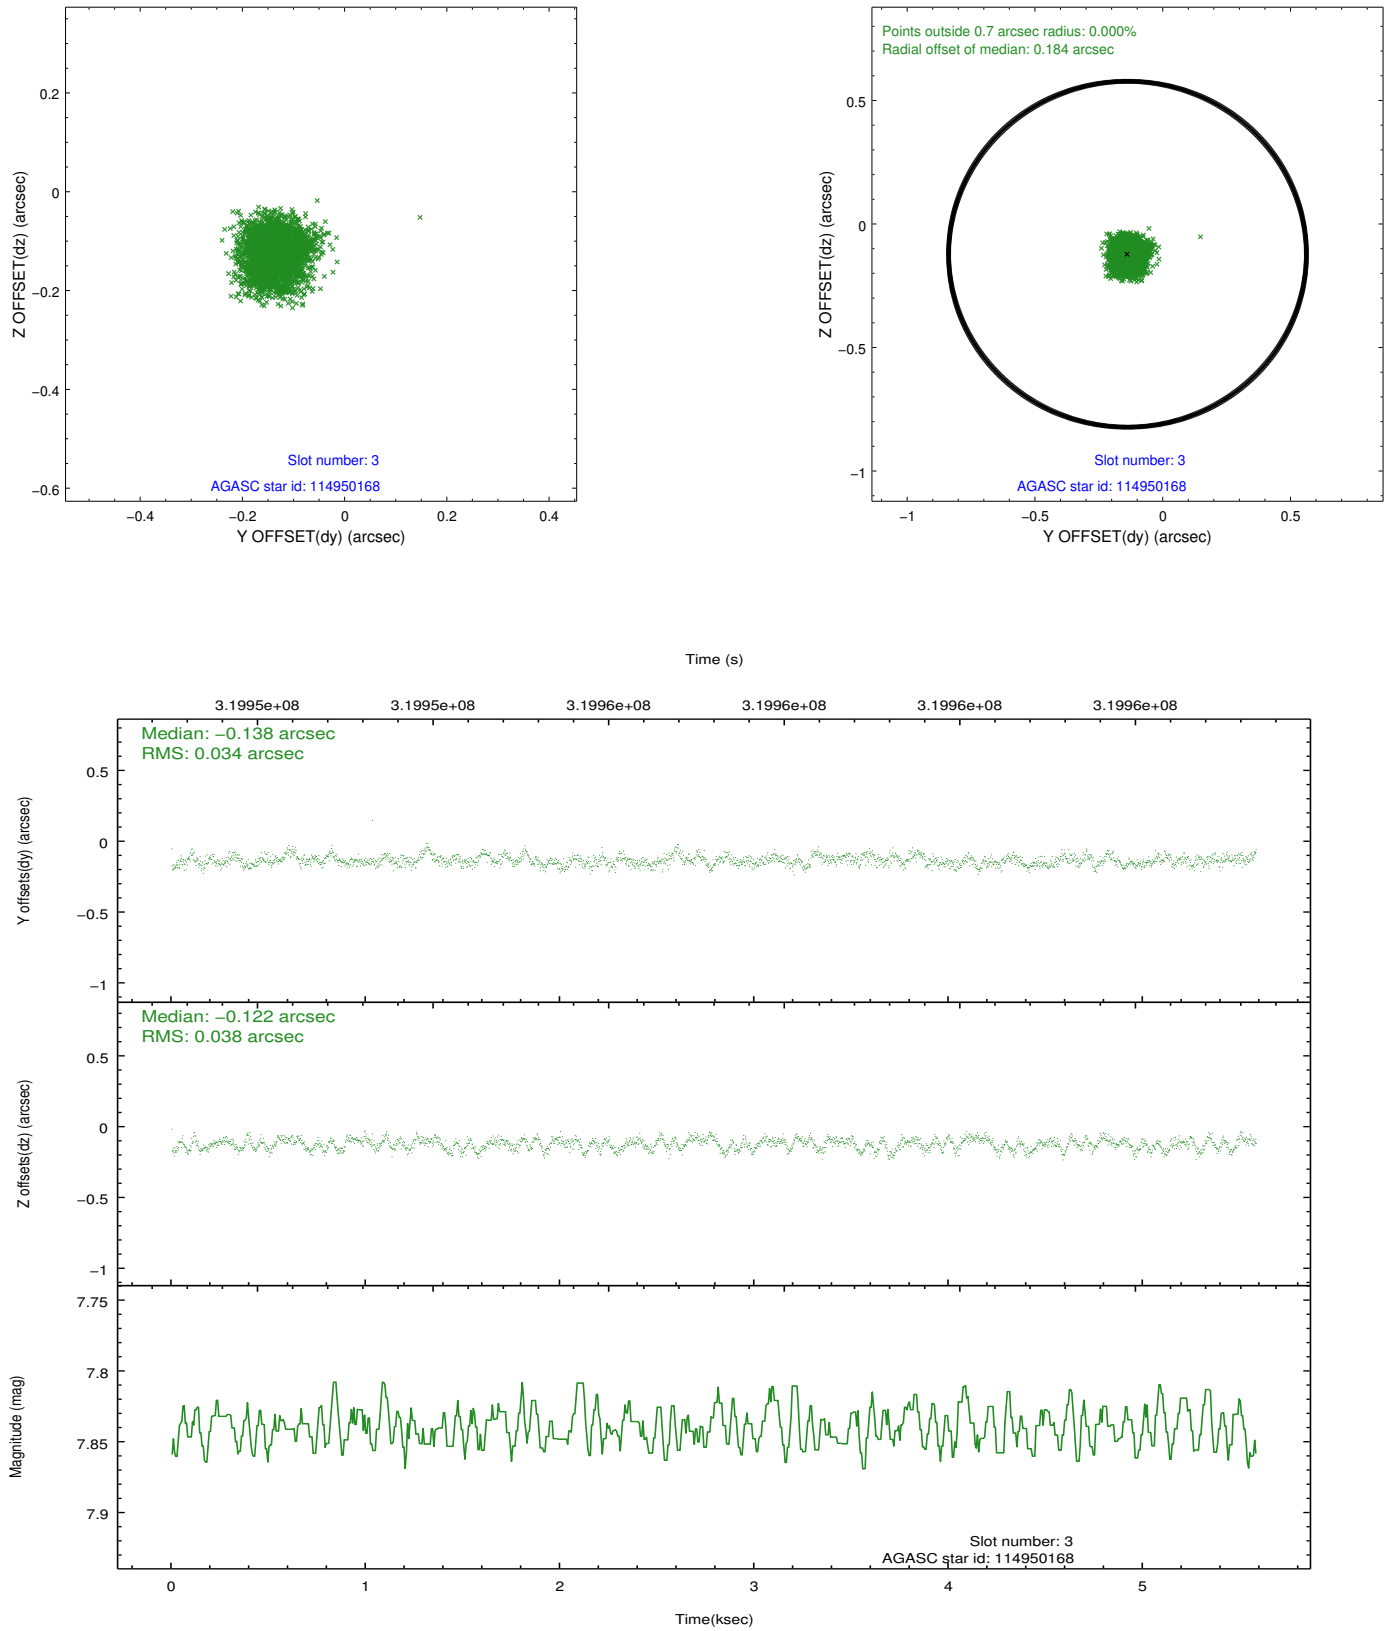 0.2
0
−0.2
−0.4
−0.6
Z OFFSET(dz) (arcsec)
Slot number: 3
AGASC star id: 114950168
−0.4
−0.2
0
0.2
0.4
Y OFFSET(dy) (arcsec)
Points outside 0.7 arcsec radius: 0.000%
Radial offset of median: 0.184 arcsec
0.5
0
−0.5
−1
Z OFFSET(dz) (arcsec)
Slot number: 3
AGASC star id: 114950168
−1
−0.5
0
0.5
Y OFFSET(dy) (arcsec)
Time (s)
3.1995e+08
3.1995e+08
3.1996e+08
3.1996e+08
3.1996e+08
3.1996e+08
Median: −0.138 arcsec
RMS: 0.034 arcsec
0.5
0
−0.5
−1
Y offsets(dy) (arcsec)
Median: −0.122 arcsec
RMS: 0.038 arcsec
0.5
0
−0.5
−1
Z offsets(dz) (arcsec)
7.75
7.8
7.85
7.9
Magnitude (mag)
Slot number: 3
AGASC star id: 114950168
0
1
2
3
4
5
Time(ksec)